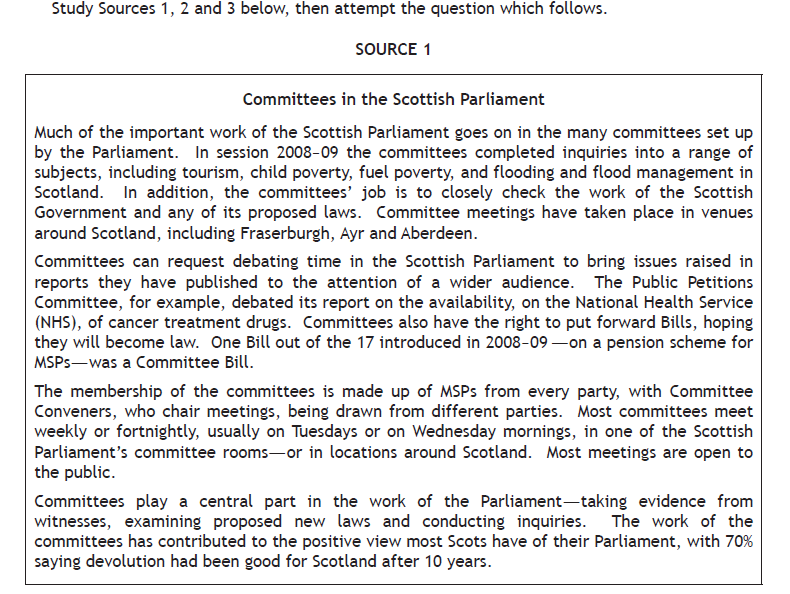 Study Sources 1, 2 and 3 below, then attempt the question which follows.
SOURCE 1
Committees in the Scottish Parliament
Much of the important work of the Scottish Parliament goes on in the many committees set up
by the Parliament. In session 2008–09 the committees completed inquiries into a range of
subjects, including tourism, child poverty, fuel poverty, and flooding and flood management in
Scotland. In addition, the committees’ job is to closely check the work of the Scottish
Government and any of its proposed laws. Committee meetings have taken place in venues
around Scotland, including Fraserburgh, Ayr and Aberdeen.
Committees can request debating time in the Scottish Parliament to bring issues raised in
reports they have published to the attention of a wider audience. The Public Petitions
Committee, for example, debated its report on the availability, on the National Health Service
(NHS), of cancer treatment drugs. Committees also have the right to put forward Bills, hoping
they will become law. One Bill out of the 17 introduced in 2008–09 —on a pension scheme for
MSPs—was a Committee Bill.
The membership of the committees is made up of MSPs from every party, with Committee
Conveners, who chair meetings, being drawn from different parties. Most committees meet
weekly or fortnightly, usually on Tuesdays or on Wednesday mornings, in one of the Scottish
Parliament’s committee rooms—or in locations around Scotland. Most meetings are open to
the public.
Committees play a central part in the work of the Parliament—taking evidence from
witnesses, examining proposed new laws and conducting inquiries. The work of the
committees has contributed to the positive view most Scots have of their Parliament, with 70%
saying devolution had been good for Scotland after 10 years.